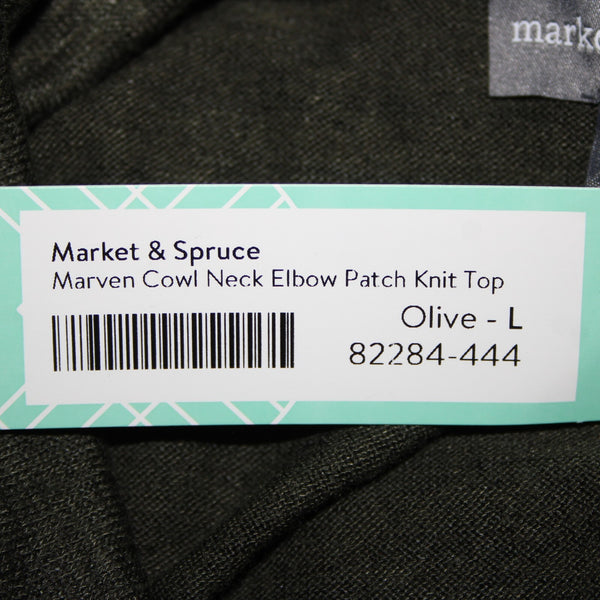 Market & Spruce
Marven Cowl Neck Elbow Patch Knit Top
Olive - L
82284-444